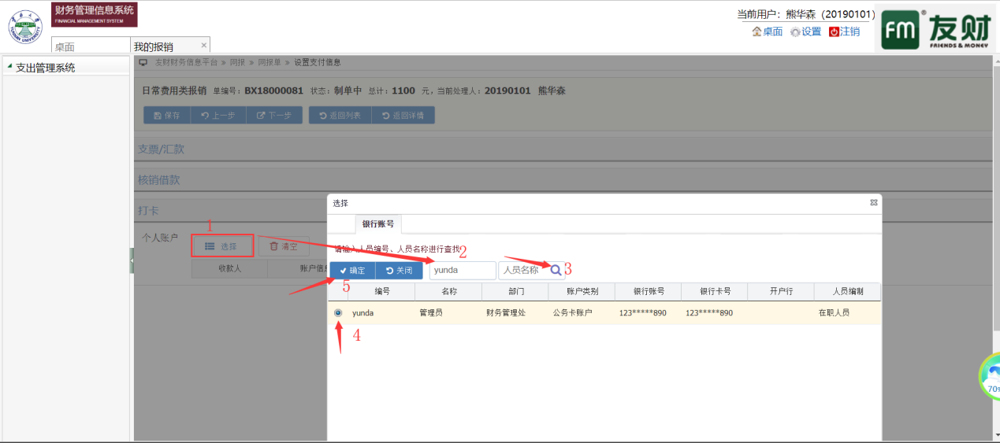 财务管理信息系统
FINANCIAL MANAGEMENT SYSTEM
YUNNAN UNIVERSITY
当前用户：熊华森（20190101）
桌面 设置 注销
FM® 友财
FRIENDS & MONEY
桌面 我的报销 ×
支出管理系统
友财财务信息平台 » 网报 » 网报单 » 设置支付信息
日常费用类报销 单编号：BX18000081 状态：制单中 总计：1100 元，当前处理人：20190101 熊华森
保存 上一步 下一步 返回列表 返回详情
支票/汇款
核销借款
打卡
个人账户 1 选择 清空
收款人 账户信息
选择
银行账号
请输入人员编号、人员名称进行查找
2
确定 关闭 yunda 人员名称 3
5
编号 名称 部门 账户类别 银行账号 银行卡号 开户行 人员编制
yunda 管理员 财务管理处 公务卡账户 123*****890 123*****890 在职人员
4
70%